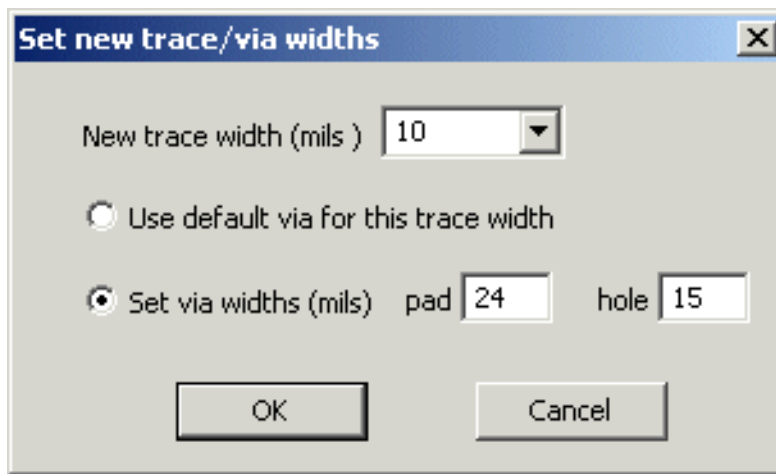 Set new trace/via widths
New trace width (mils ) 10
Use default via for this trace width
Set via widths (mils) pad 24 hole 15
OK Cancel